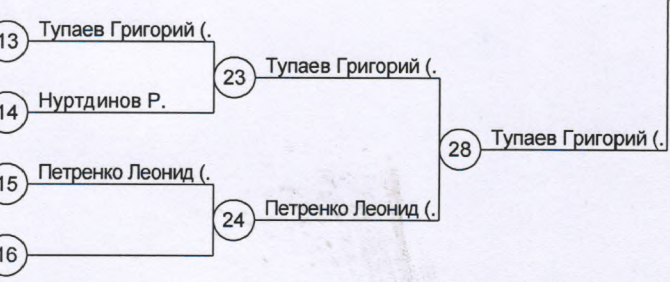 13 Тупаев Григорий (.
23 Тупаев Григорий (.
14 Нуртдинов Р.
28 Тупаев Григорий (.
15 Петренко Леонид (.
24 Петренко Леонид (.
16